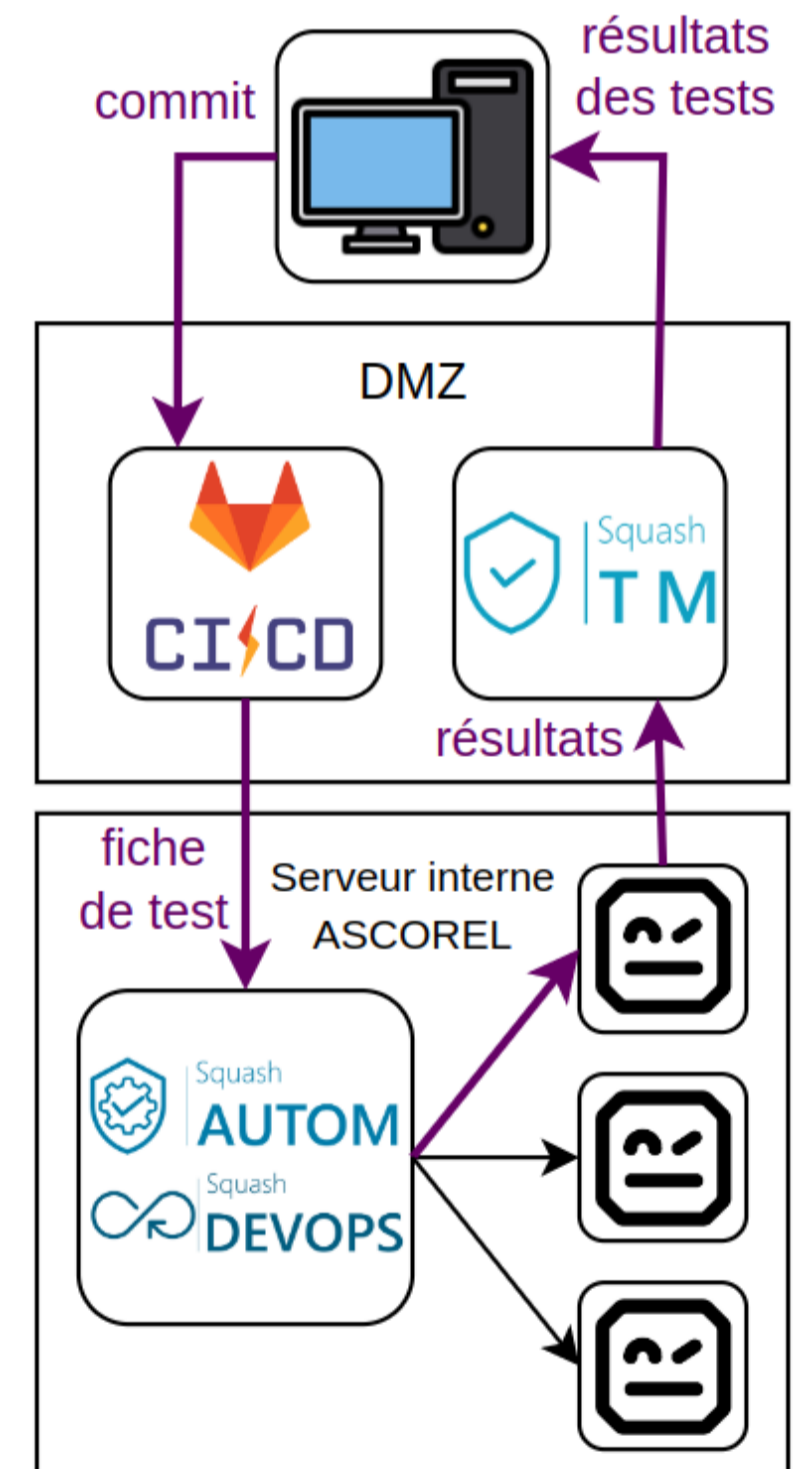 commit
résultats
des tests
DMZ
CI CD
Squash
TM
résultats
fiche
de test
Serveur interne
ASCOREL
Squash
AUTOM
Squash
DEVOPS